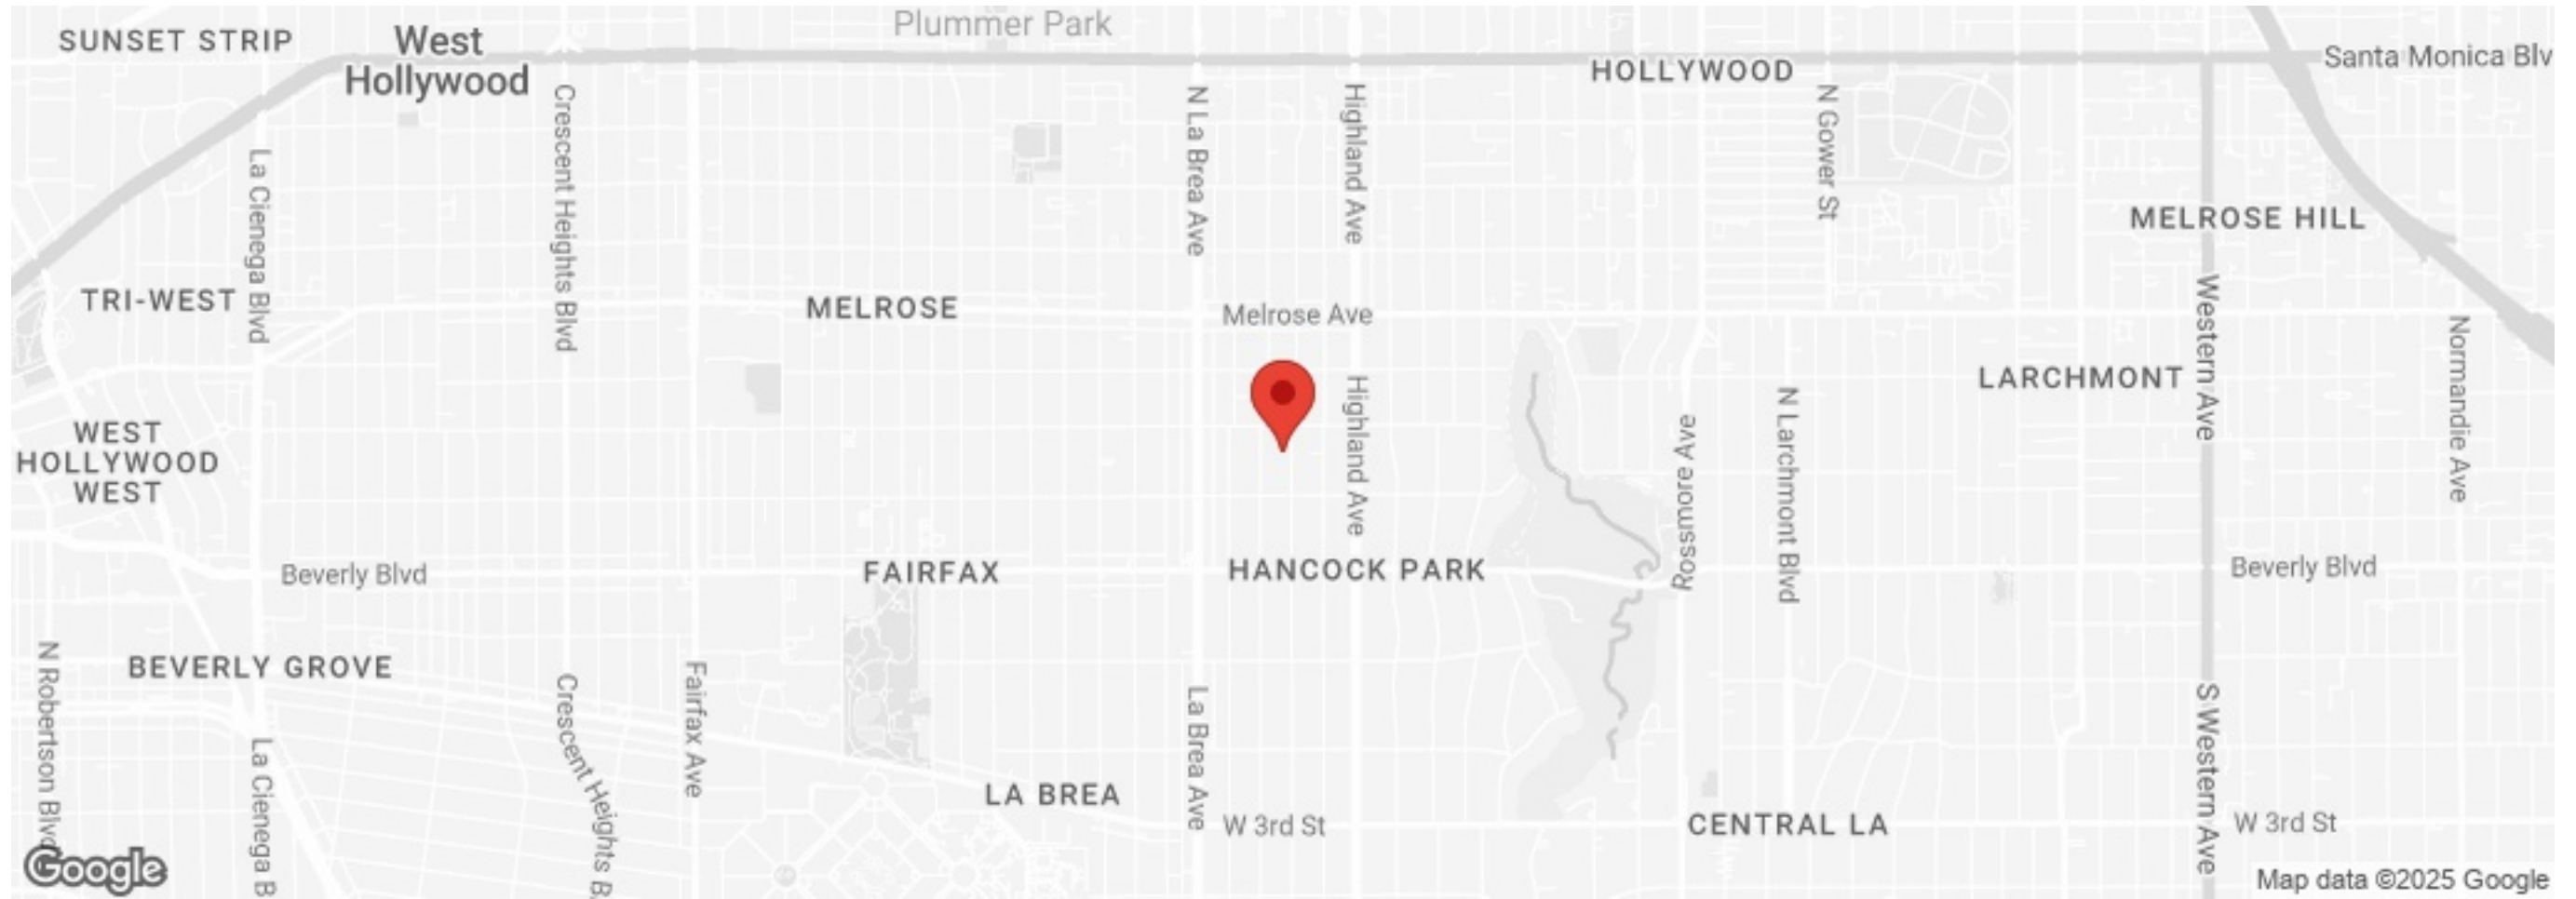 Plummer Park
SUNSET STRIP
West
Hollywood
Santa Monica Blv
HOLLYWOOD
Crescent Heights Blvd
N La Brea Ave
Highland Ave
N Gower St
La Cienega Blvd
MELROSE HILL
TRI-WEST
MELROSE
Melrose Ave
Western Ave
Normandie Ave
LARCHMONT
Highland Ave
N Larchmont Blvd
Rossmore Ave
WEST
HOLLYWOOD
WEST
Beverly Blvd
FAIRFAX
HANCOCK PARK
Beverly Blvd
N Robertson Blvd
BEVERLY GROVE
Crescent Heights B
Fairfax Ave
La Brea Ave
S Western Ave
La Cienega B
LA BREA
W 3rd St
CENTRAL LA
W 3rd St
Google
Map data ©2025 Google